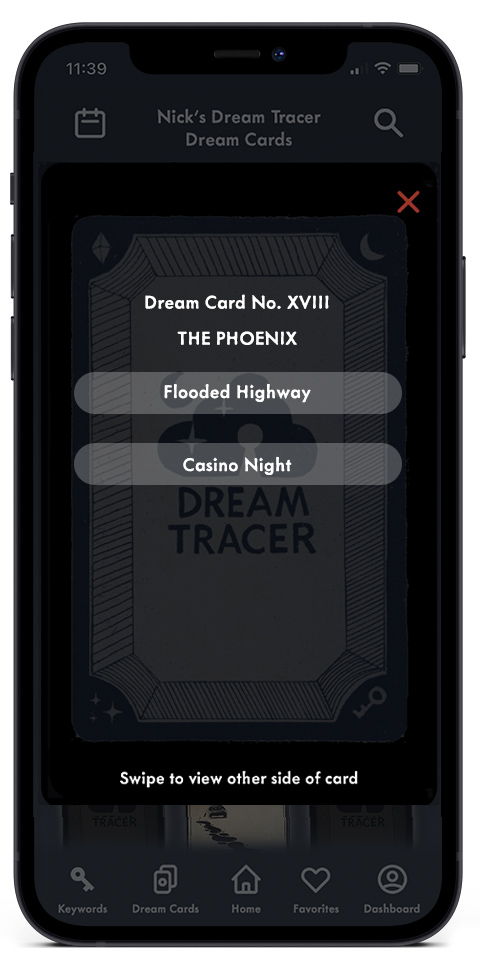 11:39
Nick's Dream Tracer
Dream Cards
Dream Card No. XVIII
THE PHOENIX
Flooded Highway
Casino Night
DREAM
TRACER
Swipe to view other side of card
TRACER
TRACER
Keywords
Dream Cards
Home
Favorites
Dashboard